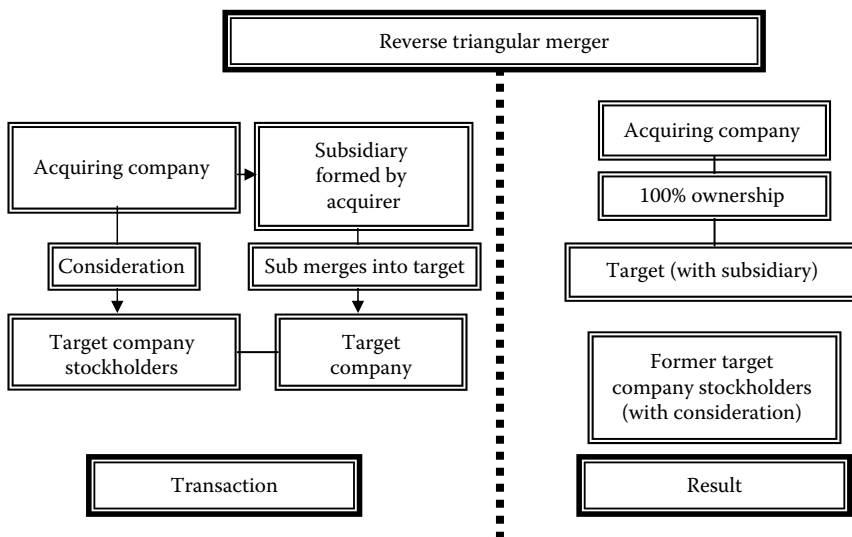 Reverse triangular merger
Acquiring company
Subsidiary
formed by
acquirer
Consideration
Sub merges into target
Target company
stockholders
Target
company
Transaction
Acquiring company
100% ownership
Target (with subsidiary)
Former target
company stockholders
(with consideration)
Result